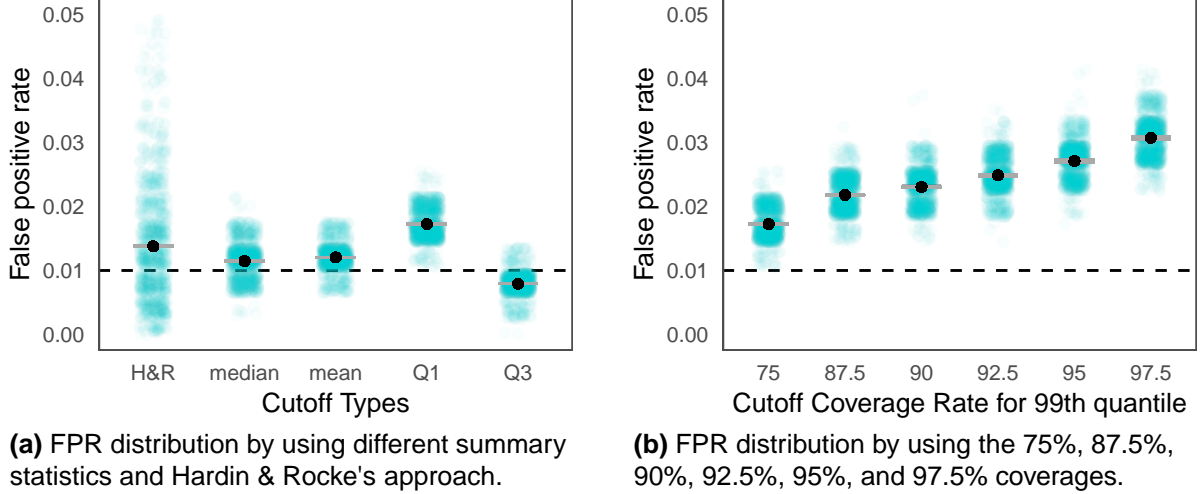 0.05
0.04
0.03
0.02
0.01
0.00
False positive rate
H&R median mean Q1 Q3
Cutoff Types
(a) FPR distribution by using different summary
statistics and Hardin & Rocke's approach.
0.05
0.04
0.03
0.02
0.01
0.00
False positive rate
75 87.5 90 92.5 95 97.5
Cutoff Coverage Rate for 99th quantile
(b) FPR distribution by using the 75%, 87.5%,
90%, 92.5%, 95%, and 97.5% coverages.